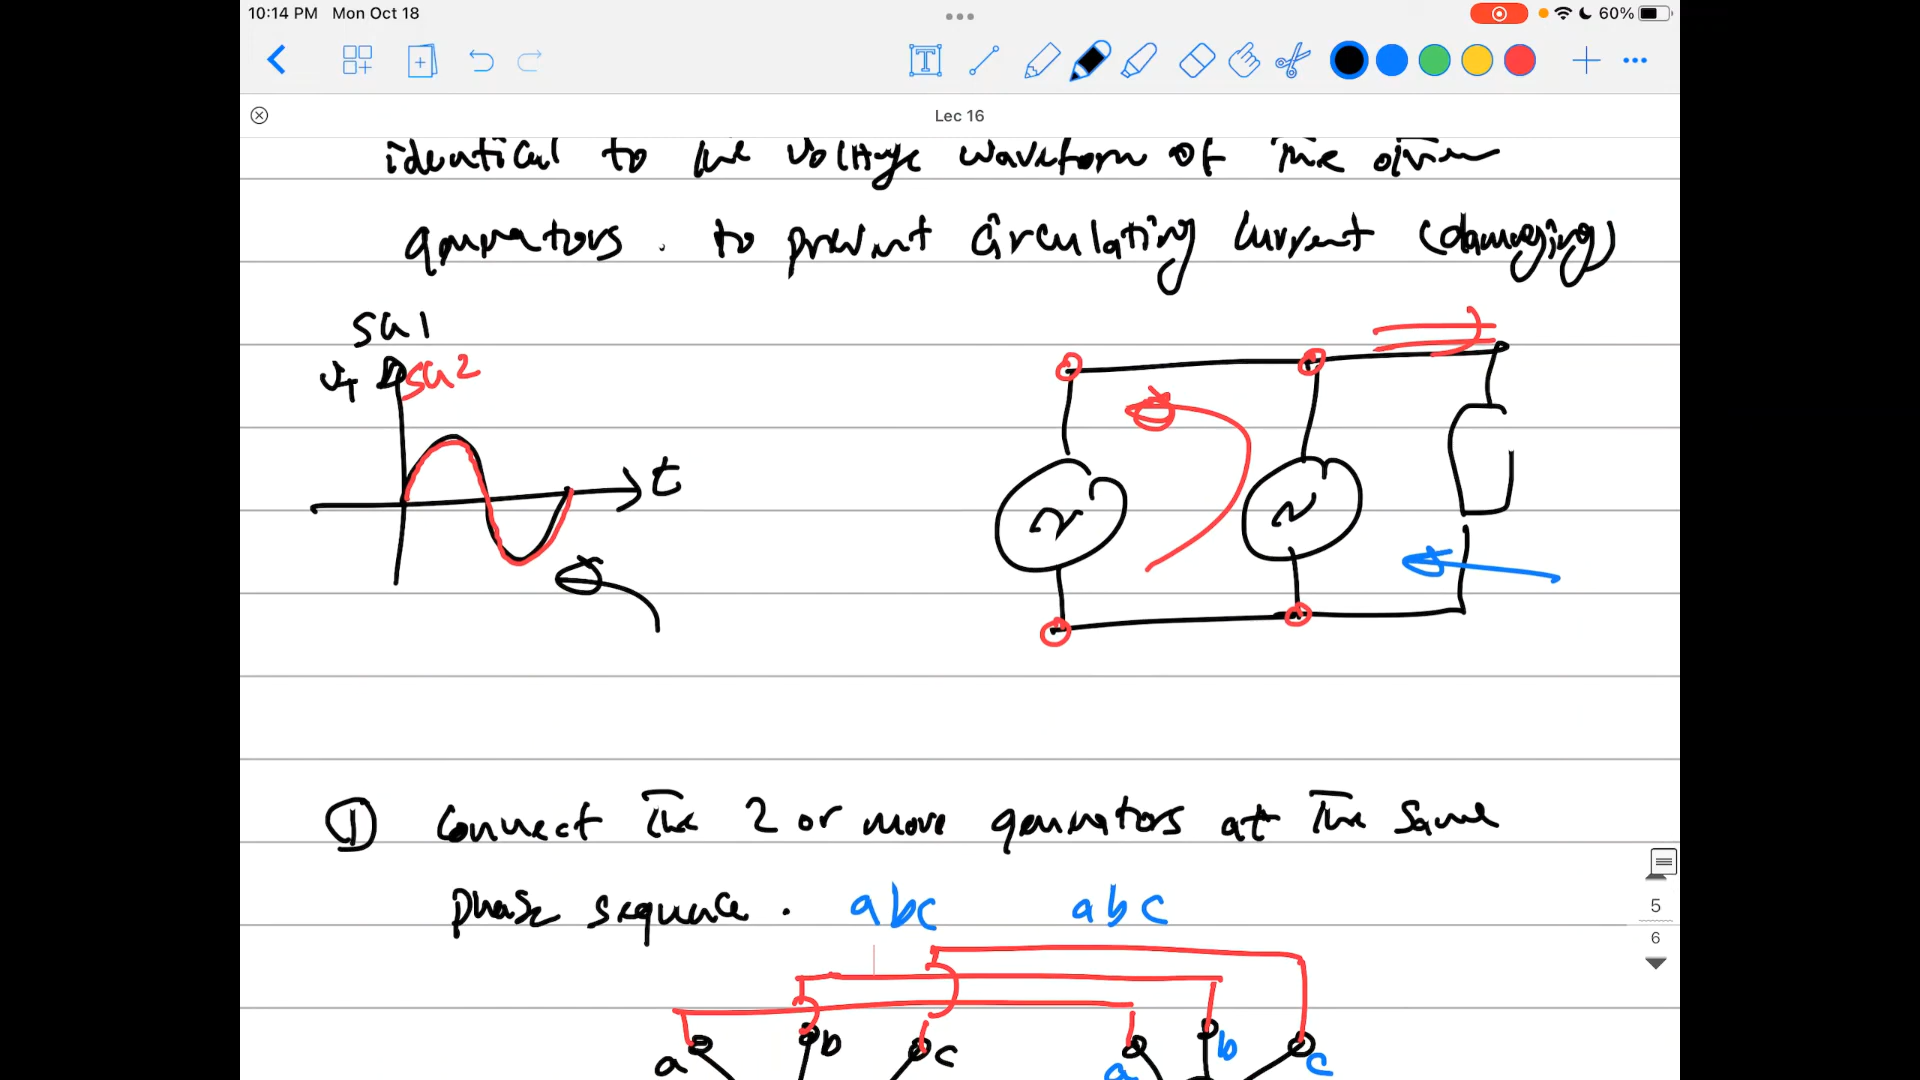 10:14 PM Mon Oct 18
60%
Lec 16
identical to the voltage waveform of the other
generators. to prevent circulating current (damaging)
SG1
VT SG2
t
① Connect The 2 or more generators at The same
phase sequence. abc abc
5
6
a b c a b c